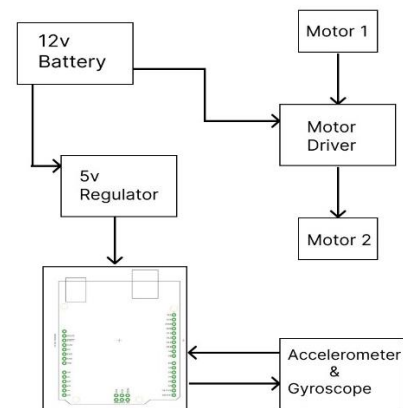 12v
Battery
Motor 1
Motor
Driver
5v
Regulator
Motor 2
Accelerometer
&
Gyroscope